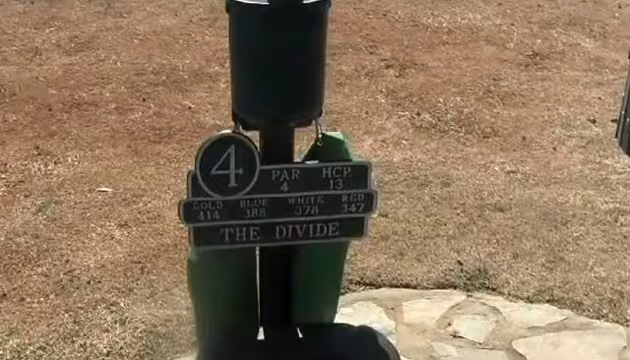 4 PAR HCP
4 13
GOLD BLUE WHITE RED
414 388 378 347
THE DIVIDE